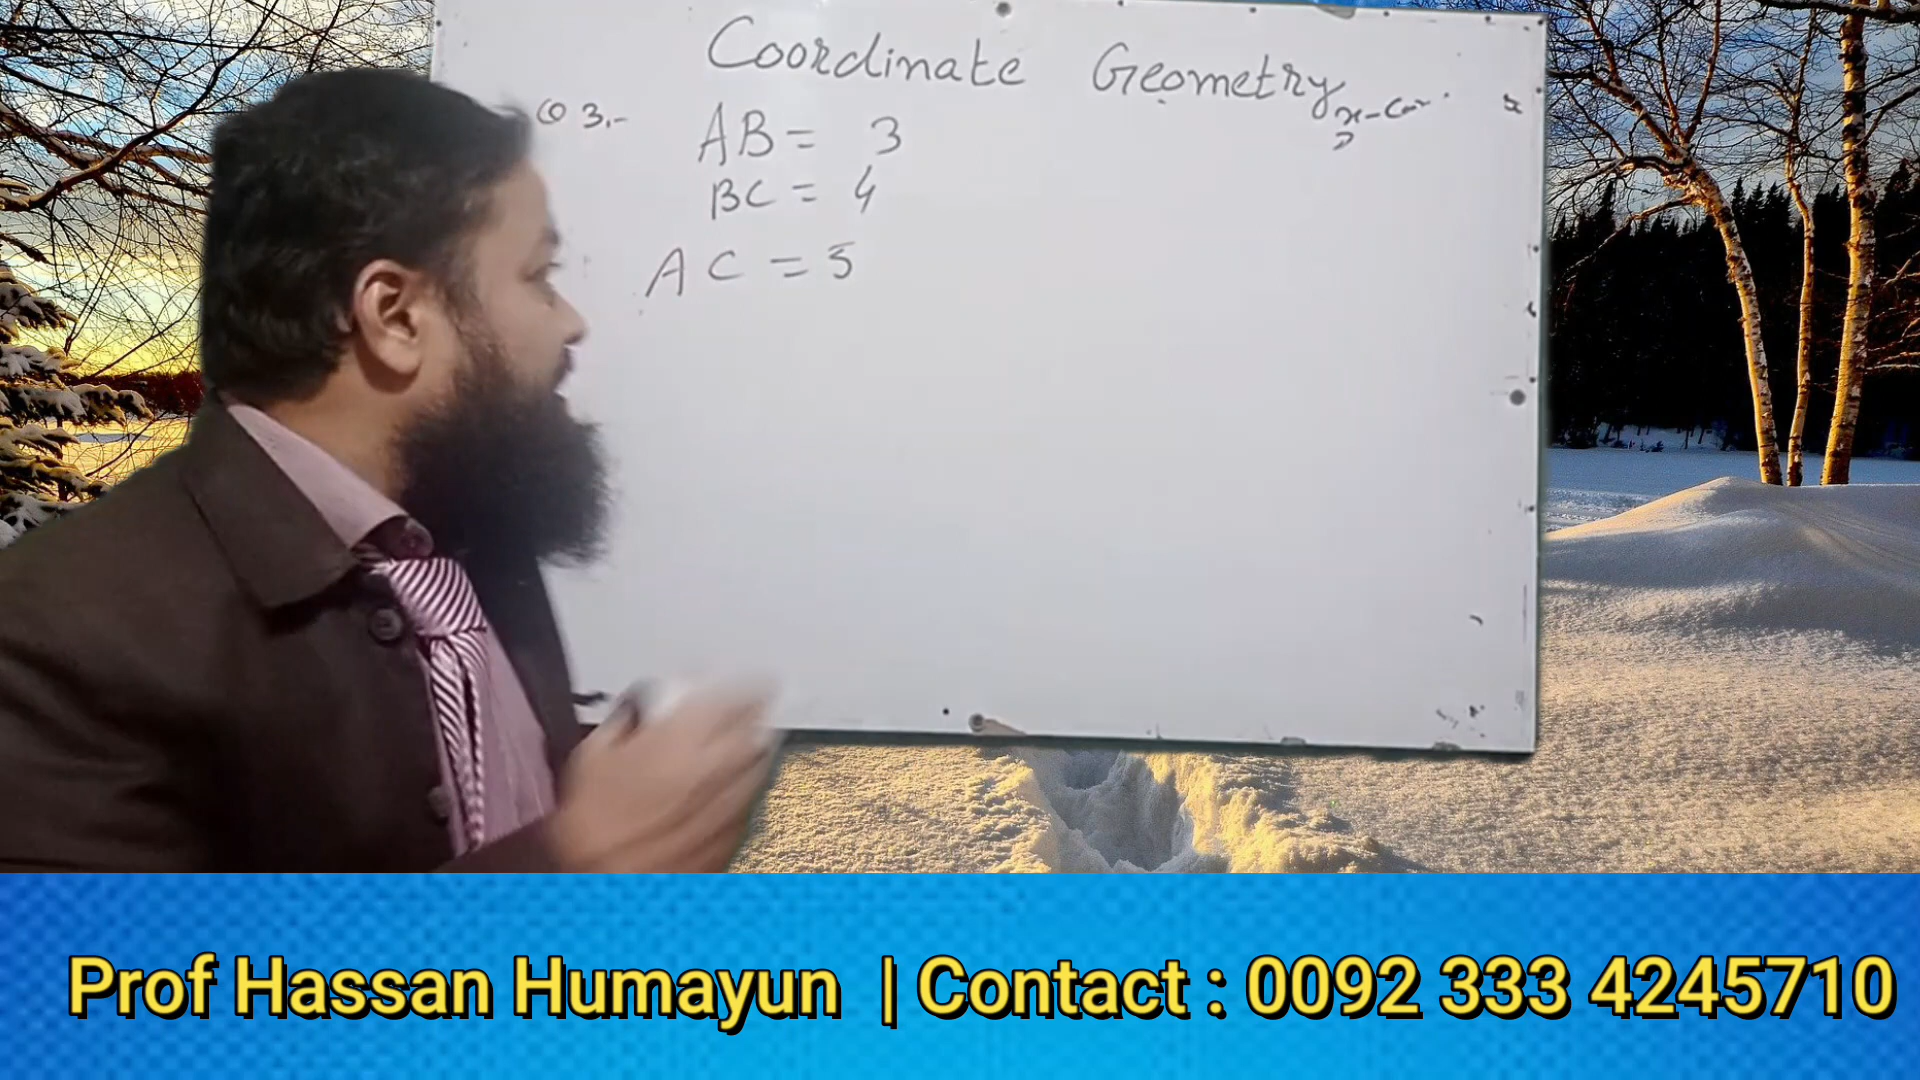 Coordinate Geometry
Q 3.-
AB = 3
BC = 4
AC = 5
Prof Hassan Humayun | Contact : 0092 333 4245710